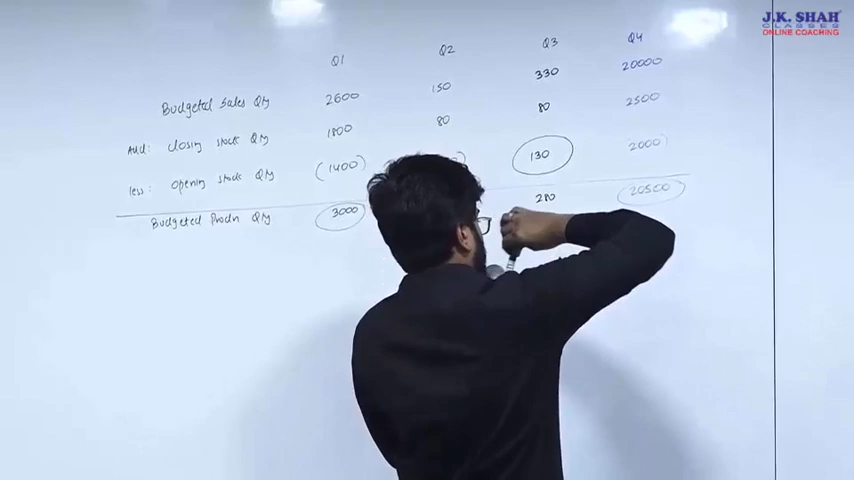 J.K. SHAH
CLASSES
ONLINE COACHING
Q1 Q2 Q3 Q4
Budgeted Sales Qty 2600 150 330 20000
Add: closing stock Qty 1800 80 80 2500
less: opening stock Qty (1400) 130 2000)
Budgeted Prodn Qty 3000 280 20500